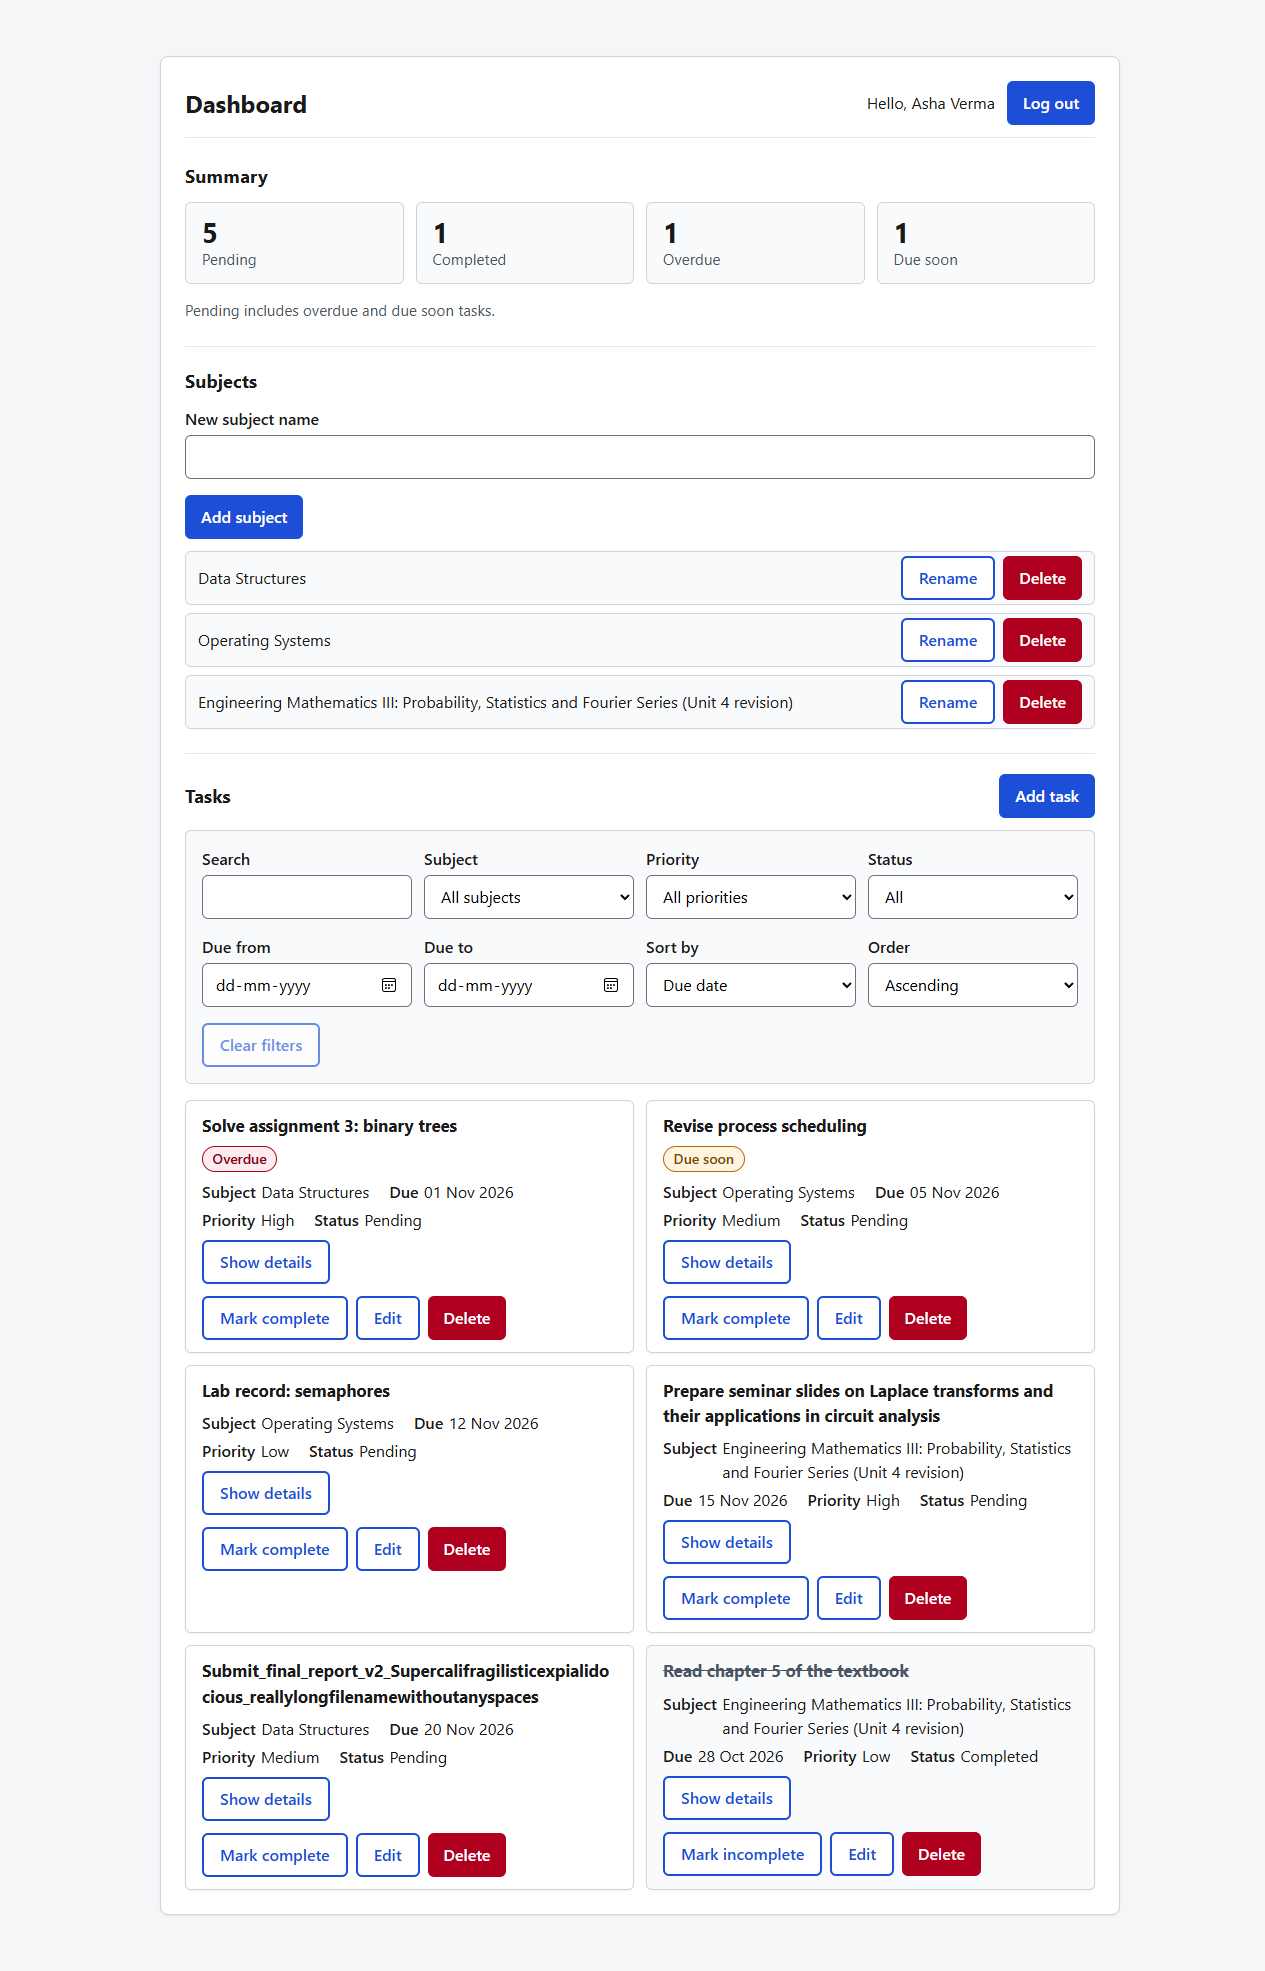 Dashboard
Hello, Asha Verma
Log out
Summary
5
Pending
1
Completed
1
Overdue
1
Due soon
Pending includes overdue and due soon tasks.
Subjects
New subject name
Add subject
Data Structures
Rename
Delete
Operating Systems
Rename
Delete
Engineering Mathematics III: Probability, Statistics and Fourier Series (Unit 4 revision)
Rename
Delete
Tasks
Add task
Search
Subject
Priority
Status
All subjects
All priorities
All
Due from
Due to
Sort by
Order
dd-mm-yyyy
dd-mm-yyyy
Due date
Ascending
Clear filters
Solve assignment 3: binary trees
Overdue
Subject Data Structures Due 01 Nov 2026
Priority High Status Pending
Show details
Mark complete
Edit
Delete
Revise process scheduling
Due soon
Subject Operating Systems Due 05 Nov 2026
Priority Medium Status Pending
Show details
Mark complete
Edit
Delete
Lab record: semaphores
Subject Operating Systems Due 12 Nov 2026
Priority Low Status Pending
Show details
Mark complete
Edit
Delete
Prepare seminar slides on Laplace transforms and
their applications in circuit analysis
Subject Engineering Mathematics III: Probability, Statistics
and Fourier Series (Unit 4 revision)
Due 15 Nov 2026 Priority High Status Pending
Show details
Mark complete
Edit
Delete
Submit_final_report_v2_Supercalifragilisticexpialido
cious_reallylongfilenamewithoutanyspaces
Subject Data Structures Due 20 Nov 2026
Priority Medium Status Pending
Show details
Mark complete
Edit
Delete
Read chapter 5 of the textbook
Subject Engineering Mathematics III: Probability, Statistics
and Fourier Series (Unit 4 revision)
Due 28 Oct 2026 Priority Low Status Completed
Show details
Mark incomplete
Edit
Delete